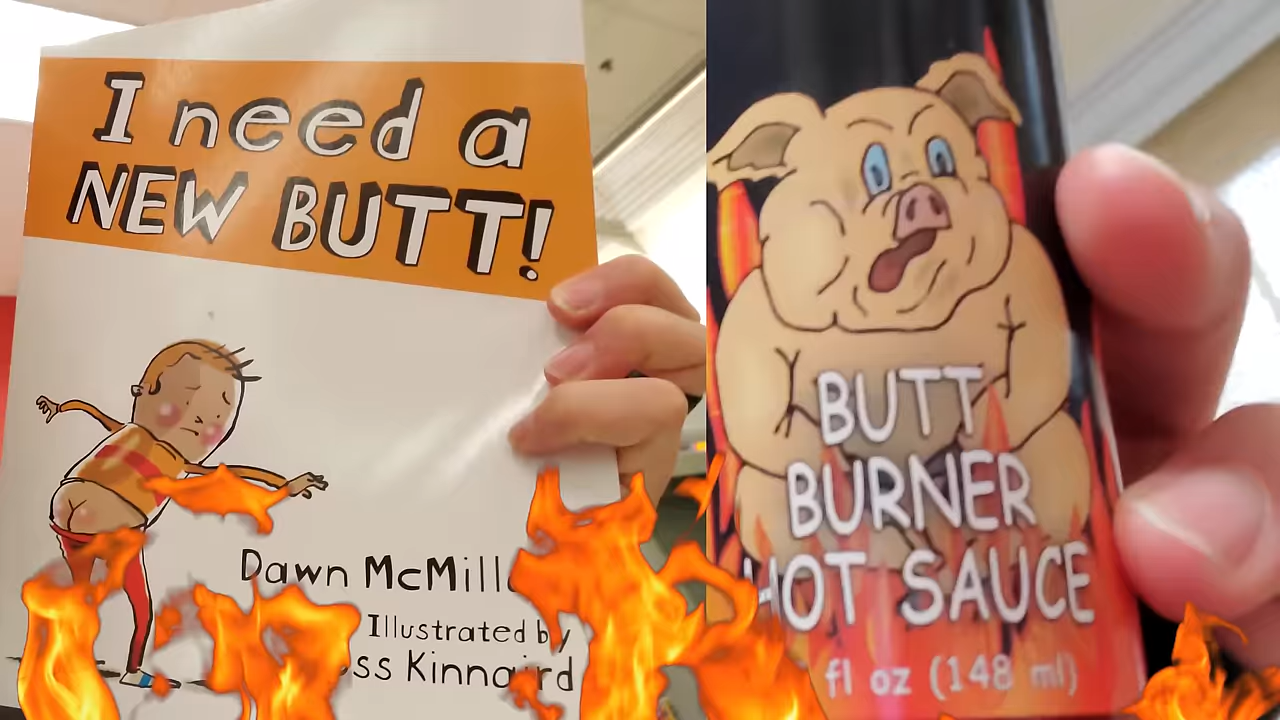 I need a
NEW BUTT!
Dawn McMill
Illustrated by
ss Kinnaird
BUTT
BURNER
HOT SAUCE
fl oz (148 ml)